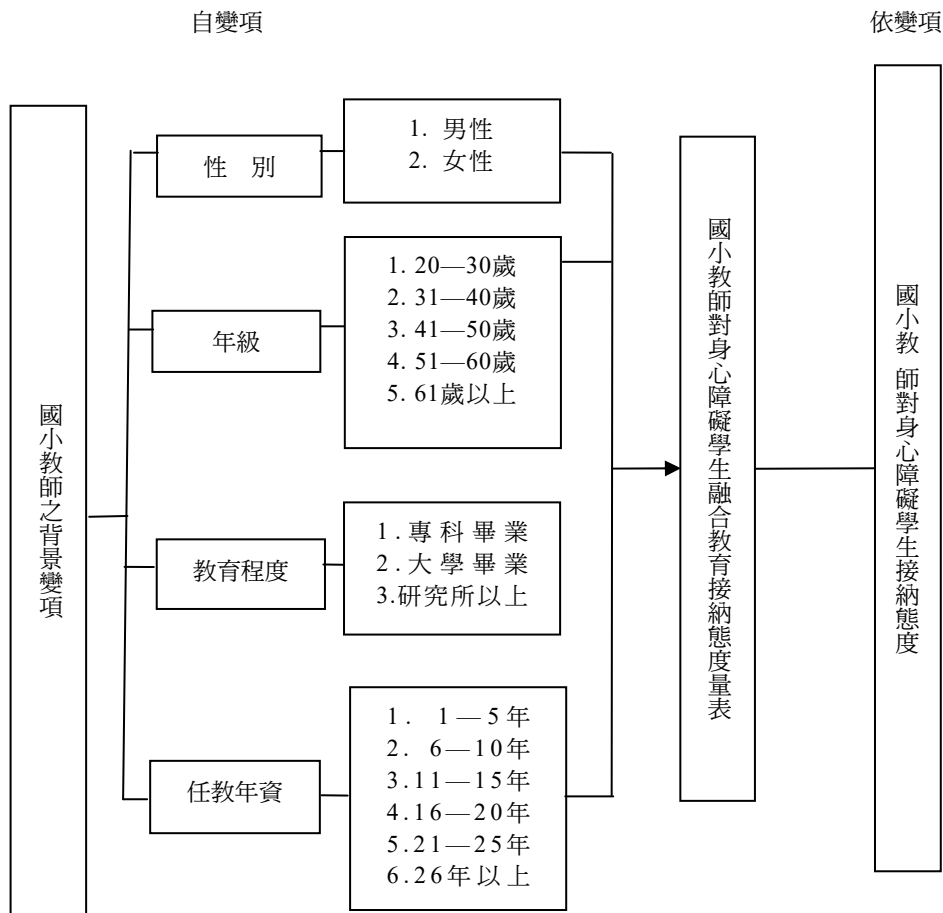 自變項
依變項
國小教師之背景變項
性 別
1. 男性
2. 女性
年級
1. 20—30歲
2. 31—40歲
3. 41—50歲
4. 51—60歲
5. 61歲以上
教育程度
1.專科畢業
2.大學畢業
3.研究所以上
任教年資
1. 1—5年
2. 6—10年
3.11—15年
4.16—20年
5.21—25年
6.26年以上
國小教師對身心障礙學生融合教育接納態度量表
國小教 師對身心障礙學生接納態度